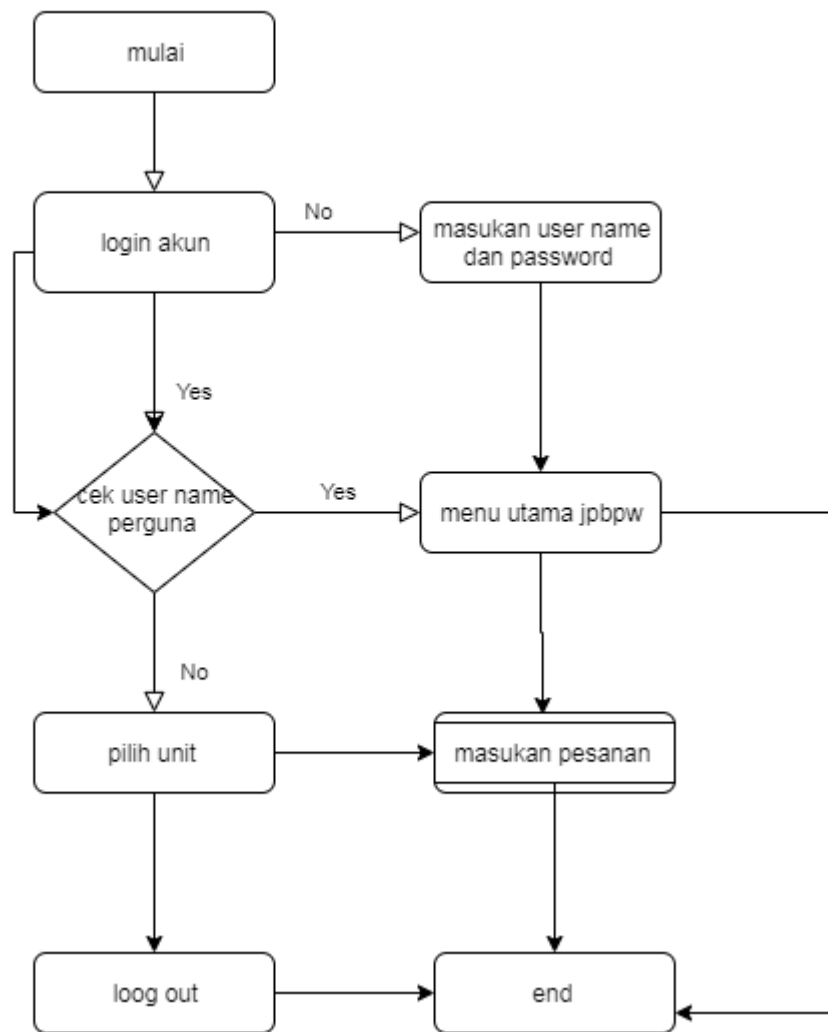 mulai
login akun
No
masukan user name
dan password
Yes
cek user name
perguna
Yes
menu utama jpbpw
No
pilih unit
masukan pesanan
loog out
end